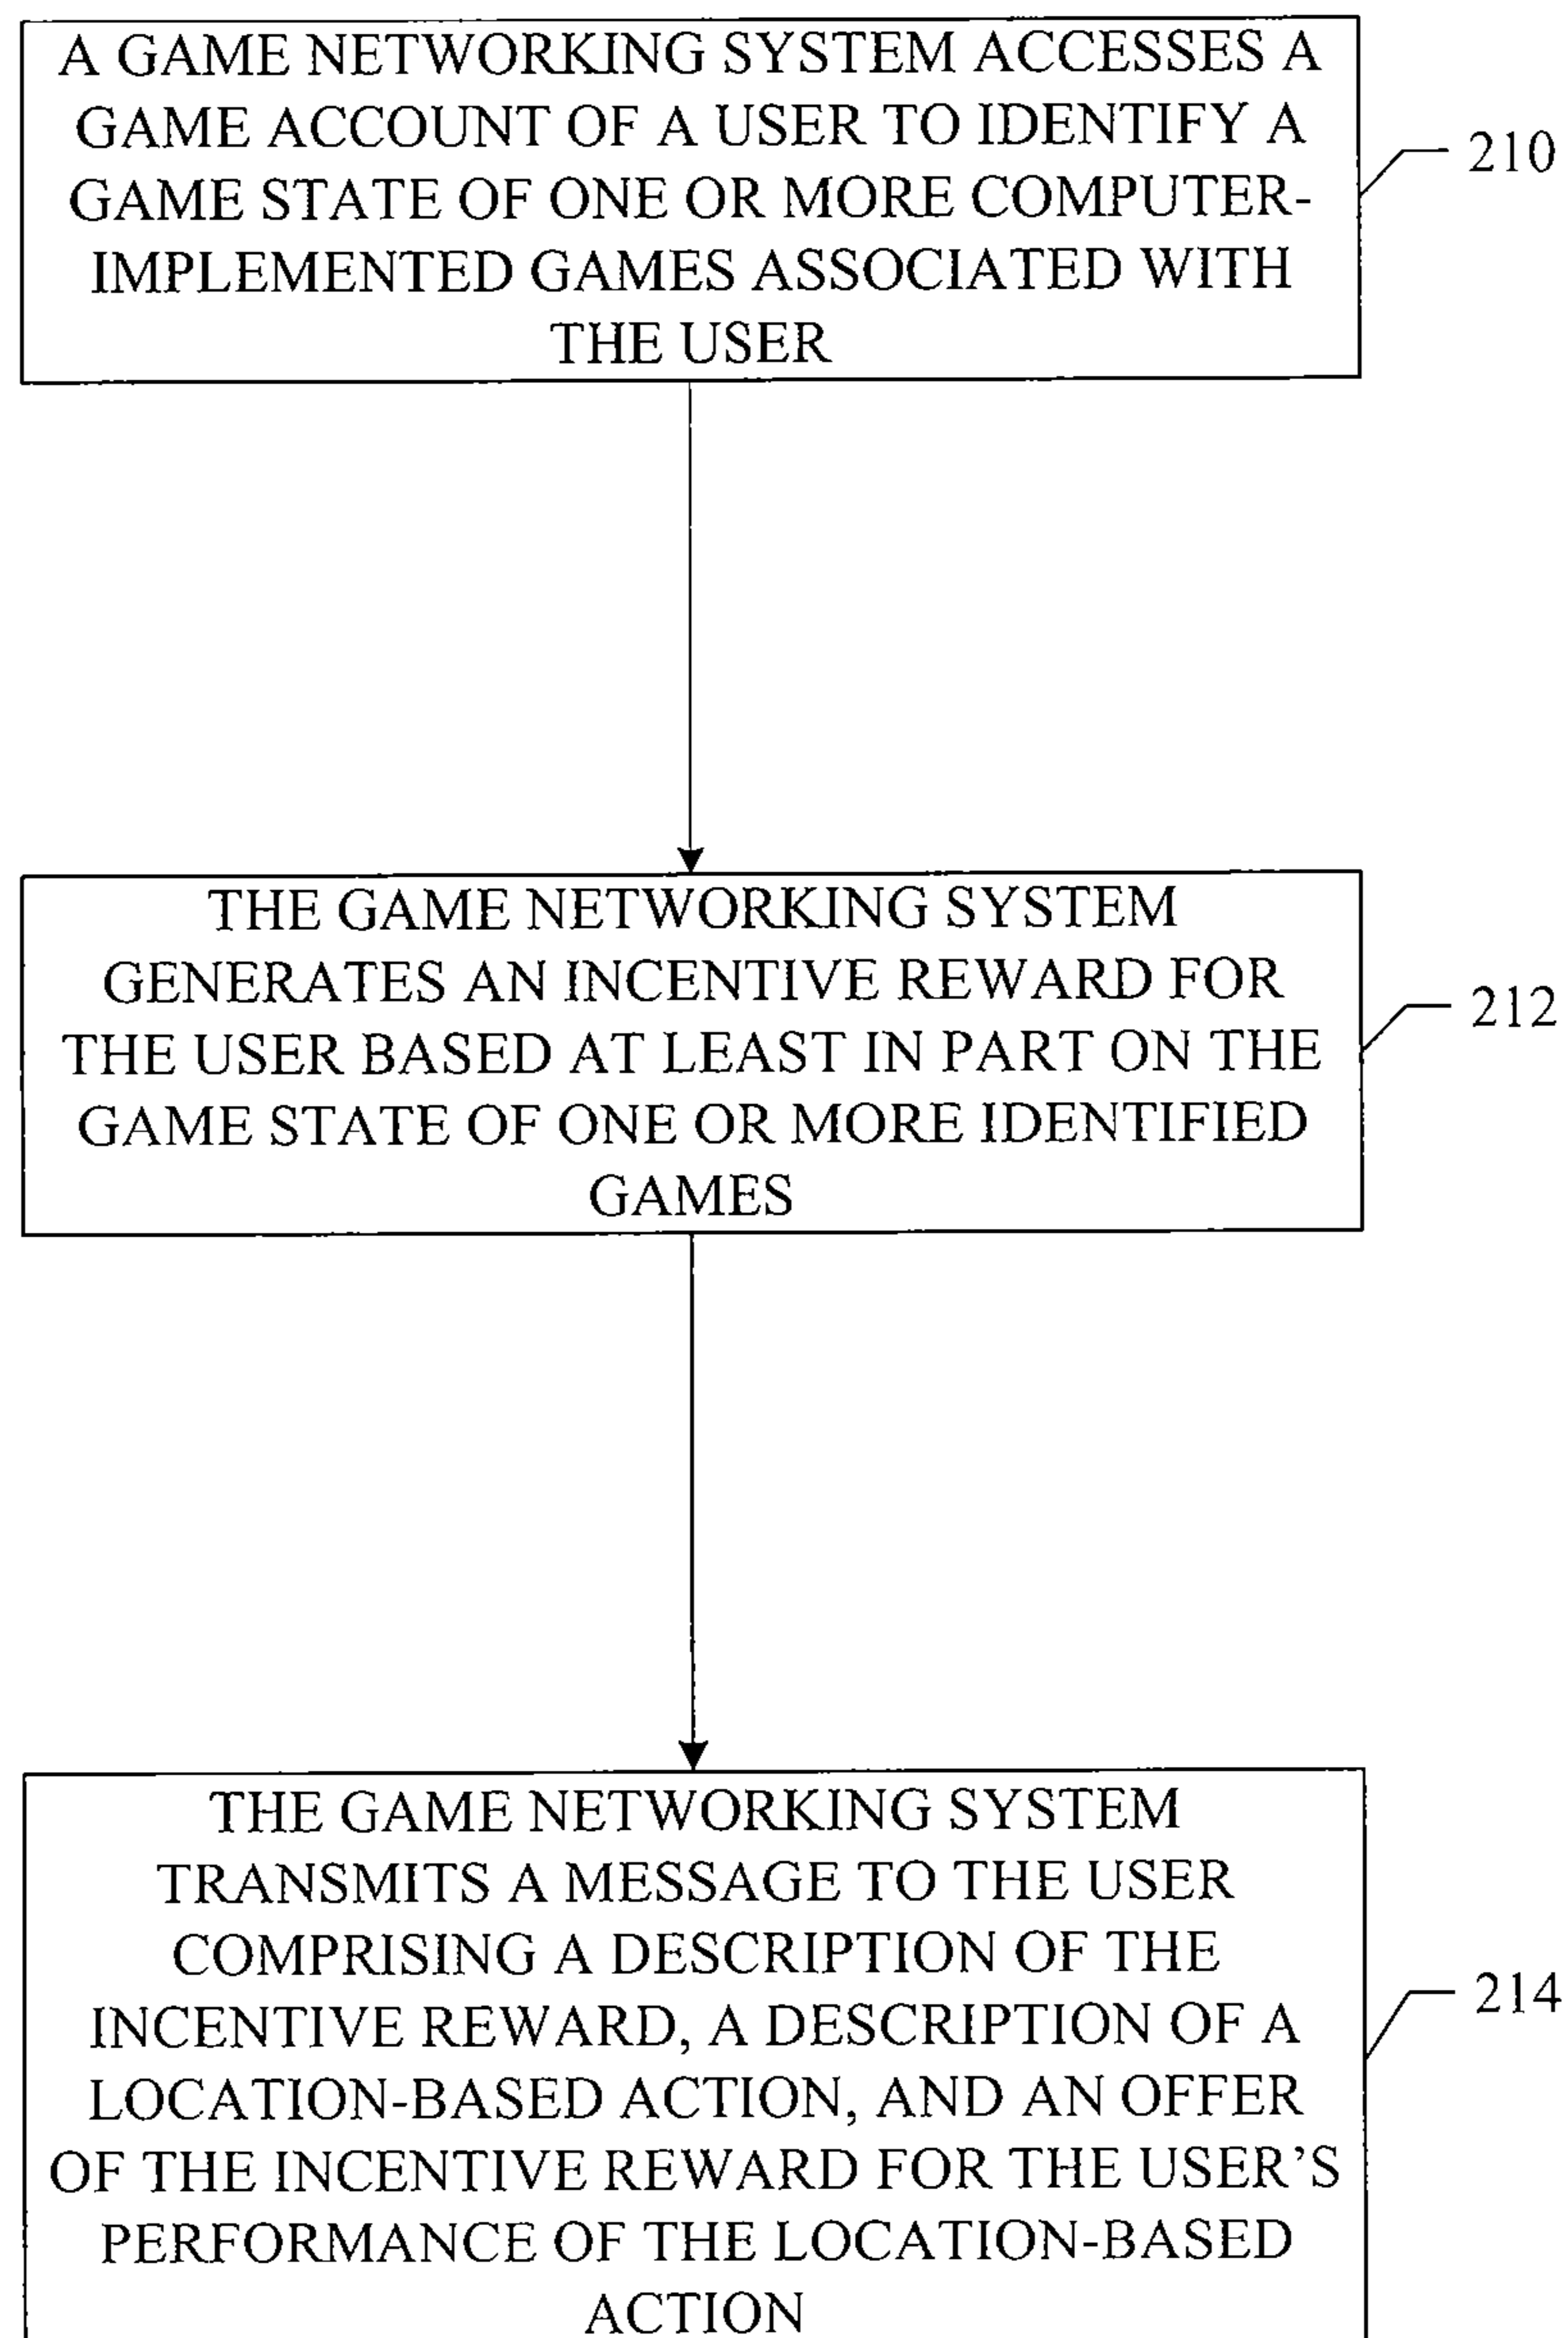 A GAME NETWORKING SYSTEM ACCESSES A
GAME ACCOUNT OF A USER TO IDENTIFY A
GAME STATE OF ONE OR MORE COMPUTER-
IMPLEMENTED GAMES ASSOCIATED WITH
THE USER
210
THE GAME NETWORKING SYSTEM
GENERATES AN INCENTIVE REWARD FOR
THE USER BASED AT LEAST IN PART ON THE
GAME STATE OF ONE OR MORE IDENTIFIED
GAMES
212
THE GAME NETWORKING SYSTEM
TRANSMITS A MESSAGE TO THE USER
COMPRISING A DESCRIPTION OF THE
INCENTIVE REWARD, A DESCRIPTION OF A
LOCATION-BASED ACTION, AND AN OFFER
OF THE INCENTIVE REWARD FOR THE USER’S
PERFORMANCE OF THE LOCATION-BASED
ACTION
214